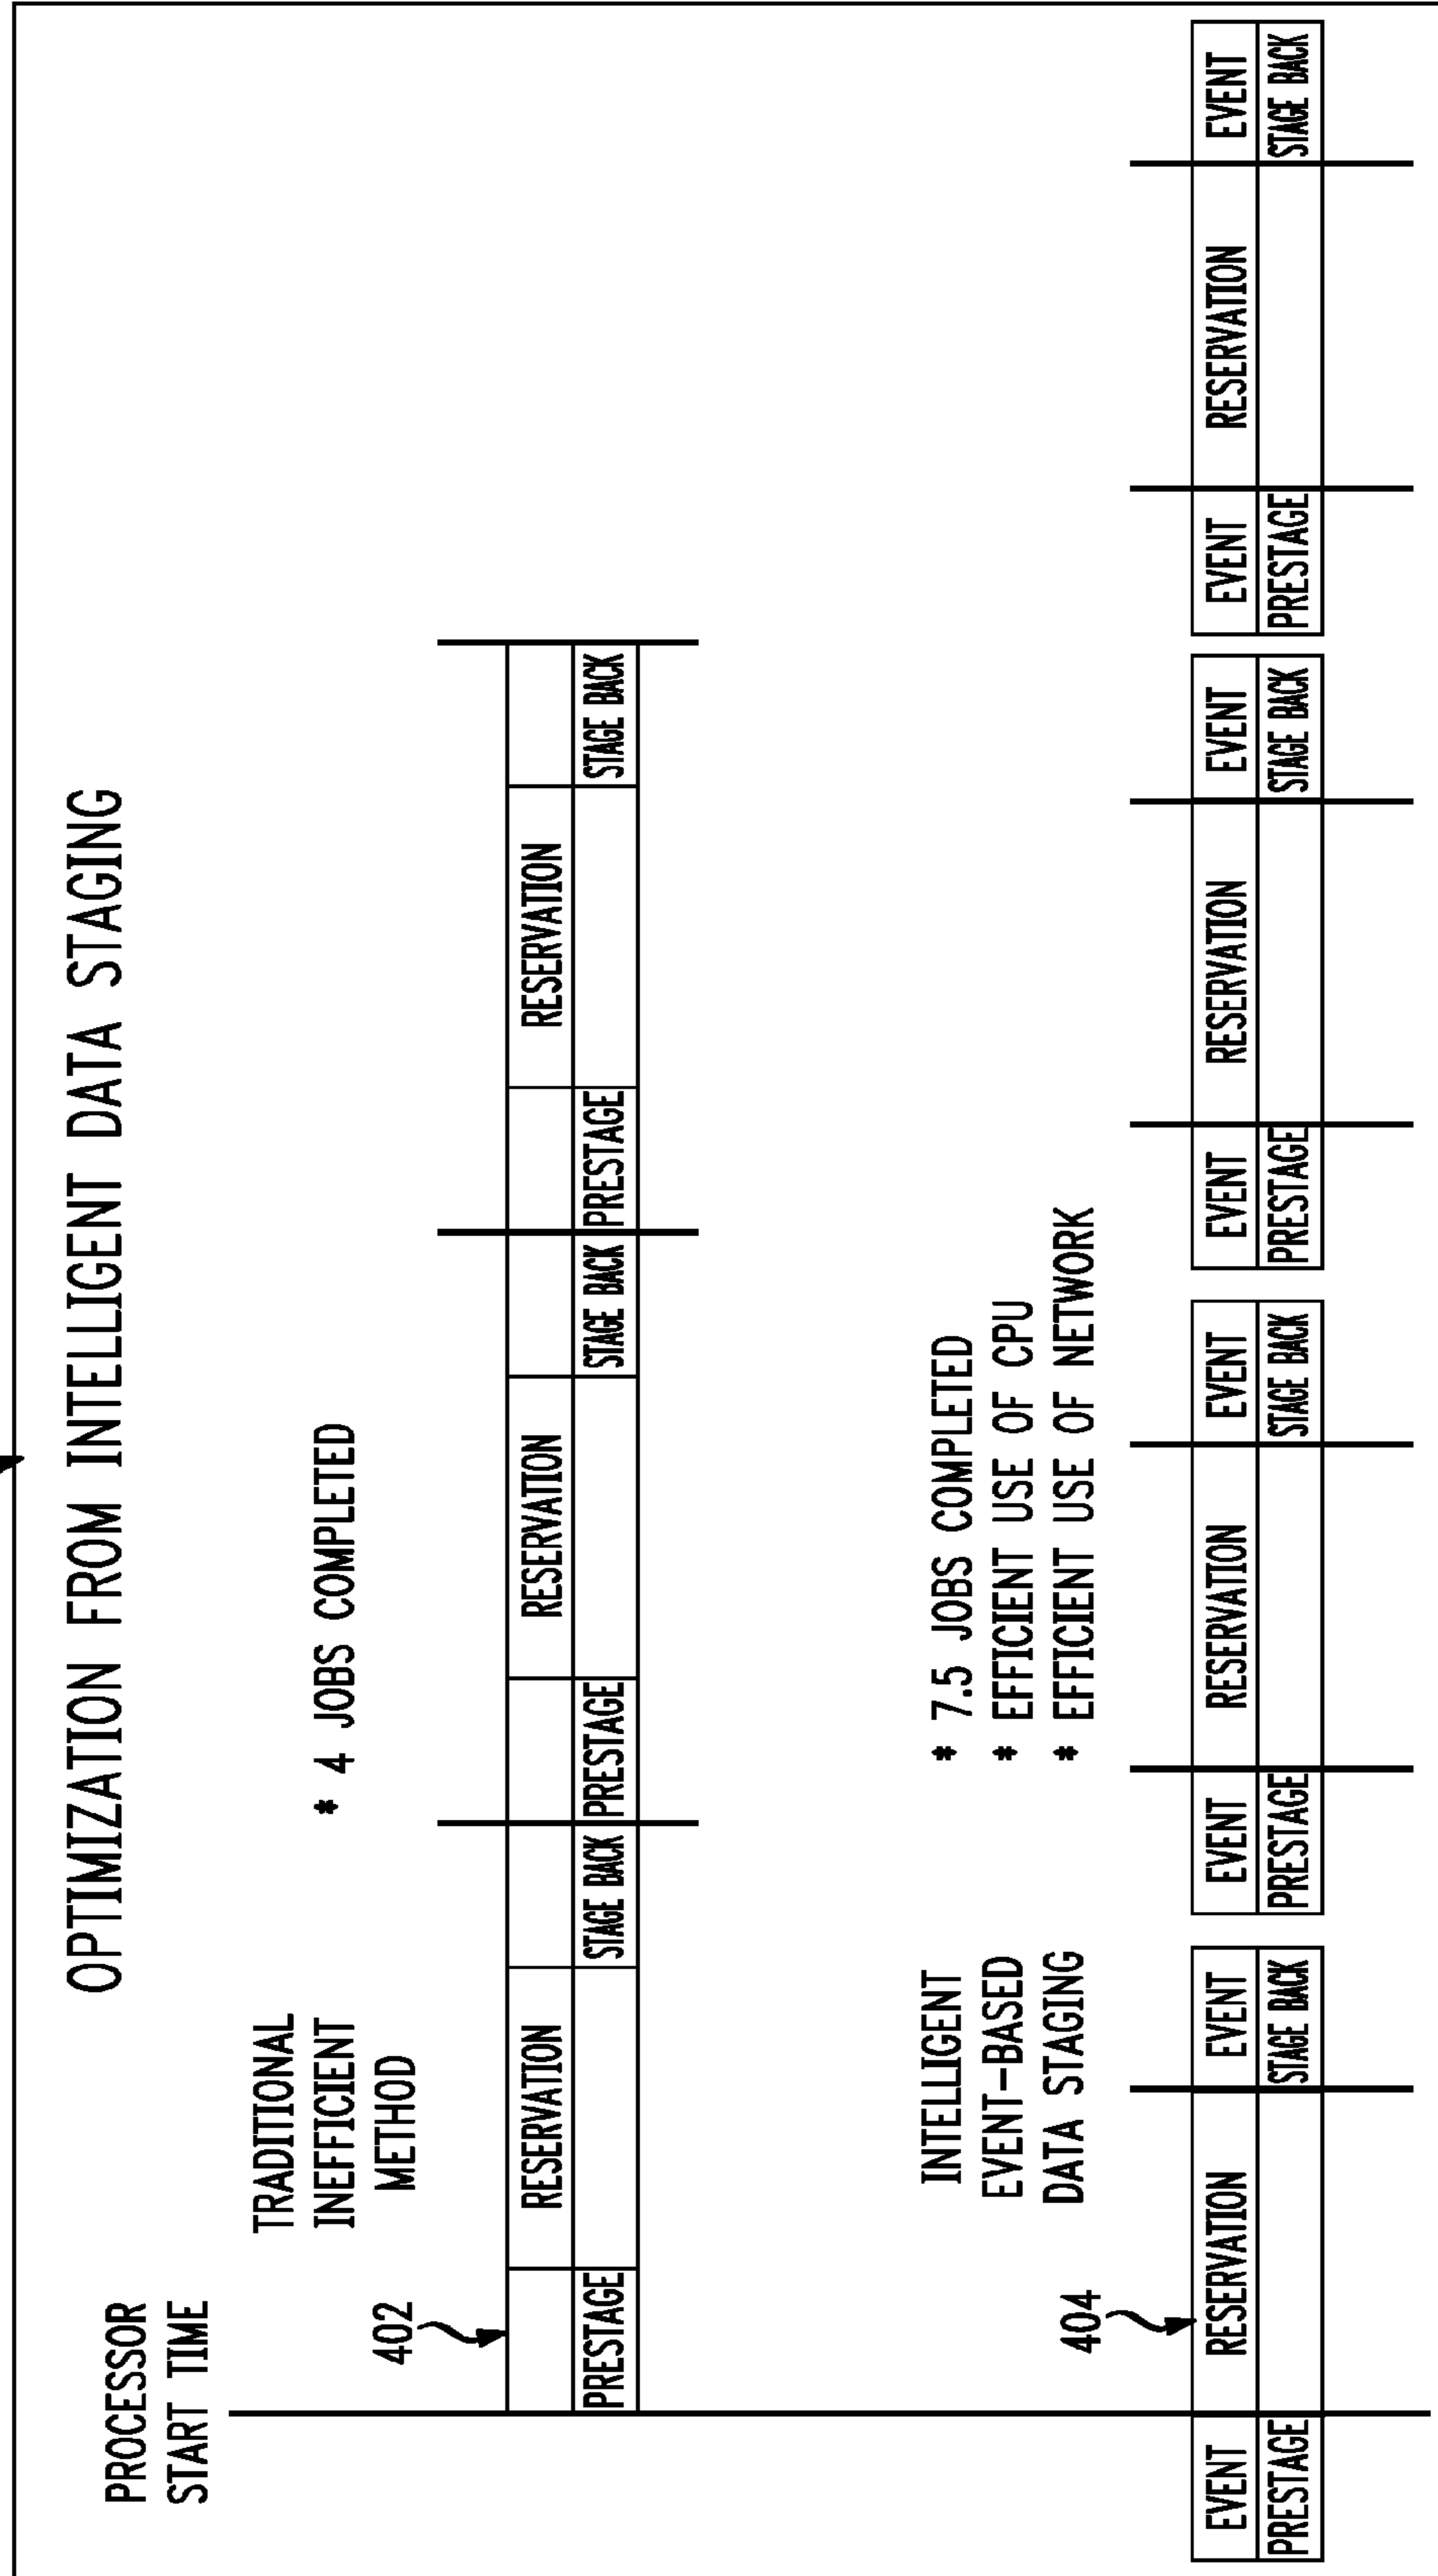 OPTIMIZATION FROM INTELLIGENT DATA STAGING
PROCESSOR
START TIME
TRADITIONAL
INEFFICIENT
METHOD
* 4 JOBS COMPLETED
402
RESERVATION RESERVATION RESERVATION
PRESTAGE STAGE BACK PRESTAGE STAGE BACK PRESTAGE STAGE BACK
INTELLIGENT
EVENT-BASED
DATA STAGING
* 7.5 JOBS COMPLETED
* EFFICIENT USE OF CPU
* EFFICIENT USE OF NETWORK
404
EVENT RESERVATION EVENT EVENT RESERVATION EVENT EVENT RESERVATION EVENT EVENT RESERVATION EVENT
PRESTAGE STAGE BACK PRESTAGE STAGE BACK PRESTAGE STAGE BACK PRESTAGE STAGE BACK